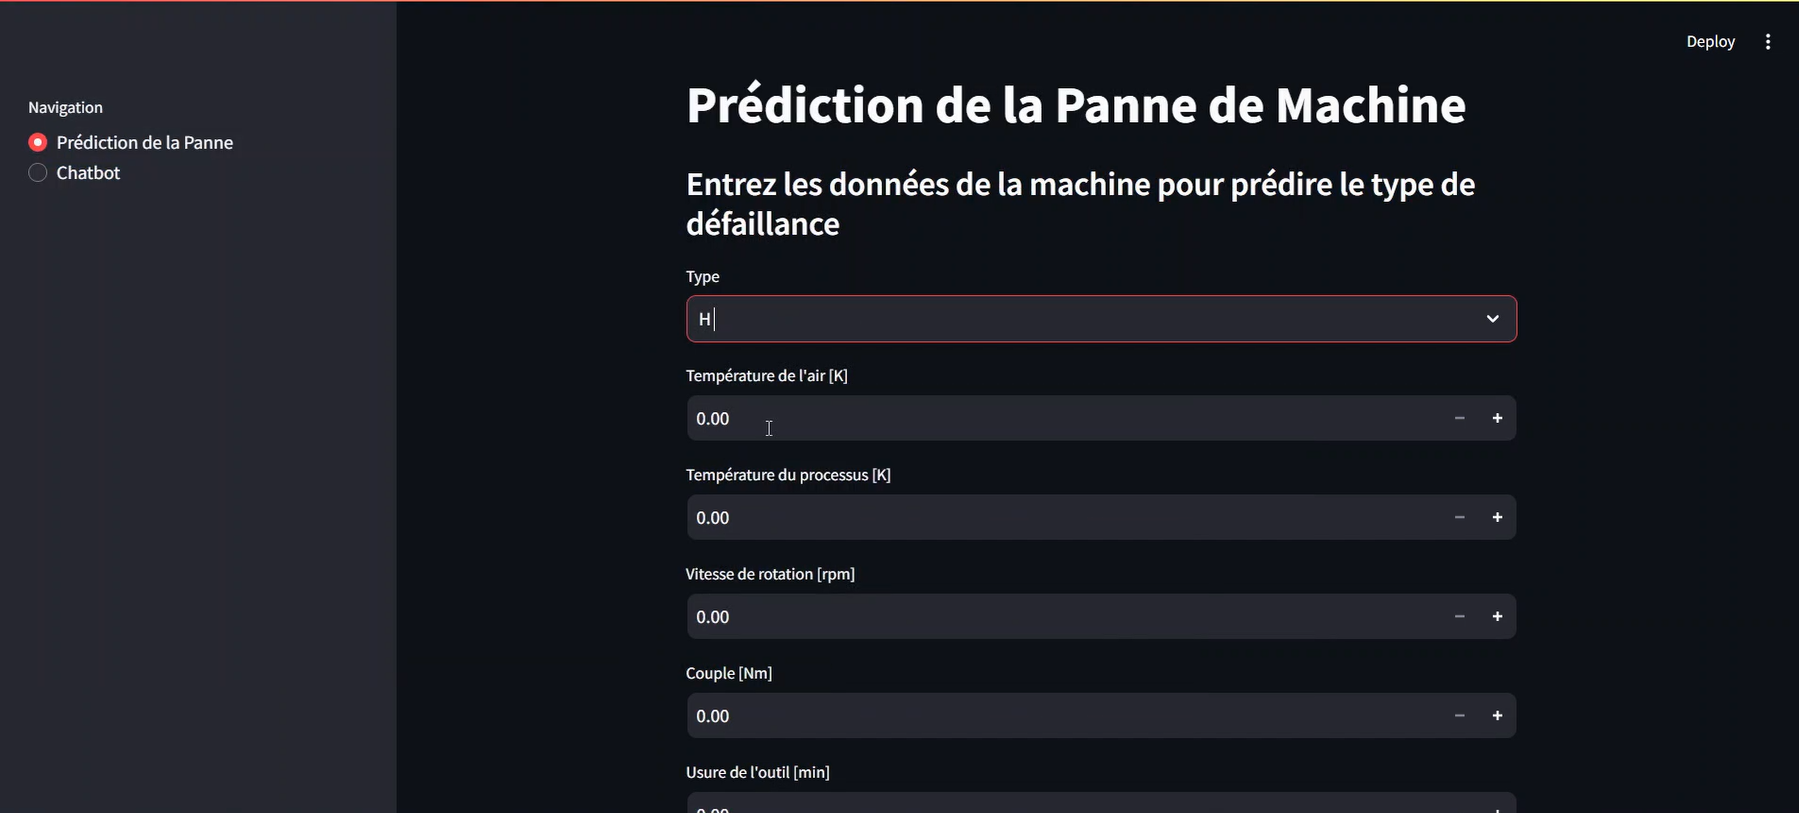 Deploy
Navigation
Prédiction de la Panne
Chatbot
Prédiction de la Panne de Machine
Entrez les données de la machine pour prédire le type de
défaillance
Type
H
Température de l'air [K]
0.00
Température du processus [K]
0.00
Vitesse de rotation [rpm]
0.00
Couple [Nm]
0.00
Usure de l'outil [min]